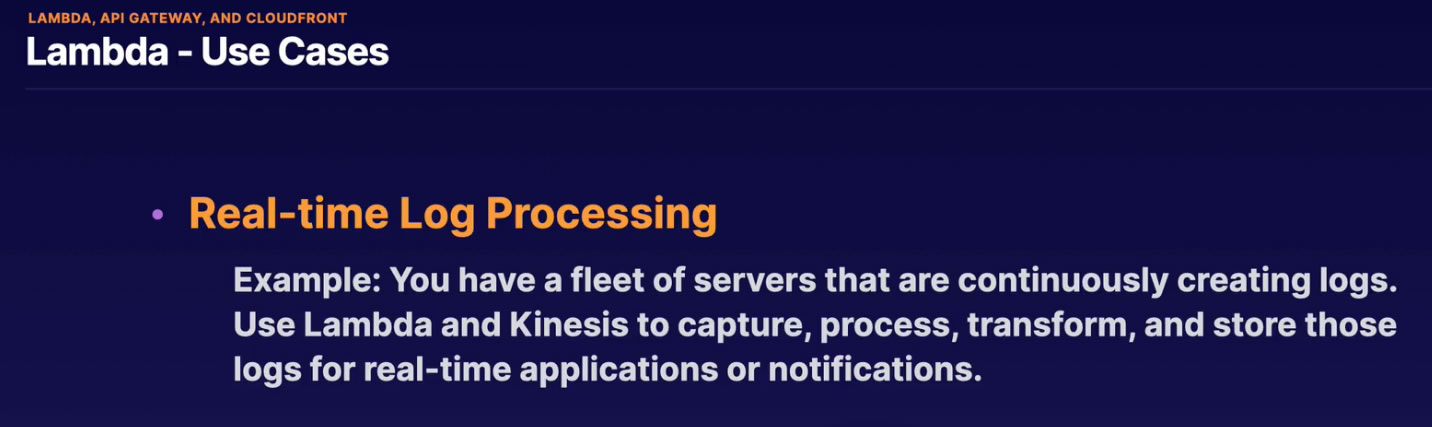 LAMBDA, API GATEWAY, AND CLOUDFRONT
Lambda - Use Cases
• Real-time Log Processing
Example: You have a fleet of servers that are continuously creating logs.
Use Lambda and Kinesis to capture, process, transform, and store those
logs for real-time applications or notifications.